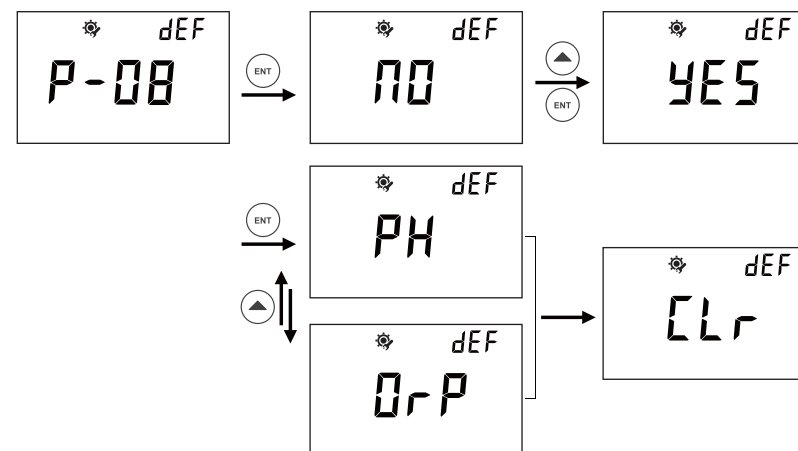 dEF
P-08
ENT
dEF
NO
ENT
dEF
YES
ENT
dEF
PH
dEF
OrP
dEF
CLr